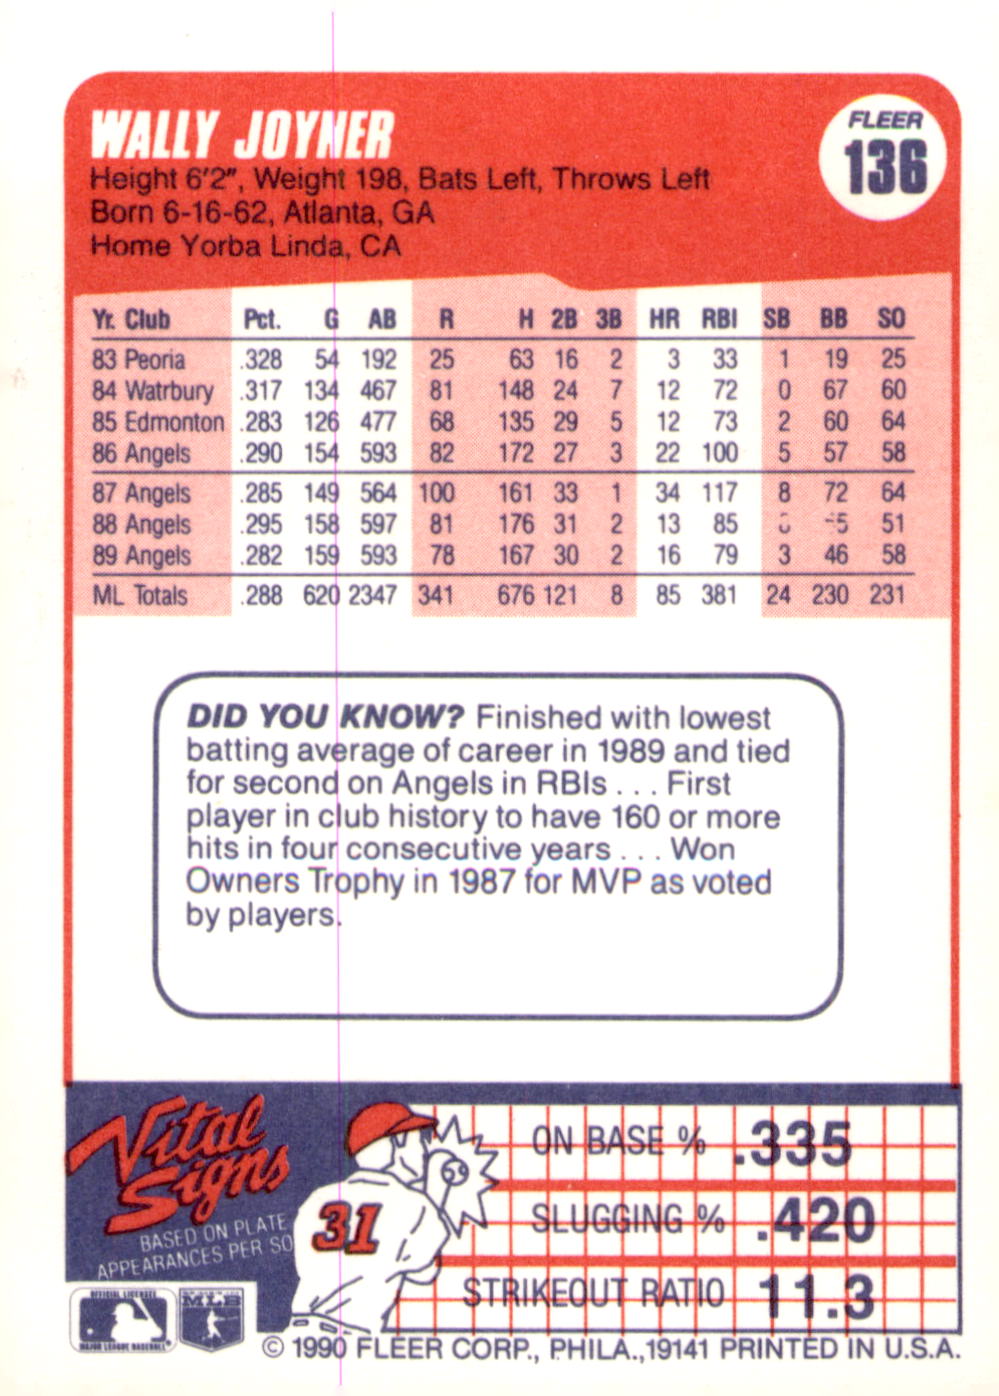 WALLY JOYNER
FLEER
136
Height 6'2", Weight 198, Bats Left, Throws Left
Born 6-16-62, Atlanta, GA
Home Yorba Linda, CA
Yr. Club Pct. G AB R H 2B 3B HR RBI SB BB SO
83 Peoria .328 54 192 25 63 16 2 3 33 1 19 25
84 Watrbury .317 134 467 81 148 24 7 12 72 0 67 60
85 Edmonton .283 126 477 68 135 29 5 12 73 2 60 64
86 Angels .290 154 593 82 172 27 3 22 100 5 57 58
87 Angels .285 149 564 100 161 33 1 34 117 8 72 64
88 Angels .295 158 597 81 176 31 2 13 85 51
89 Angels .282 159 593 78 167 30 2 16 79 3 46 58
ML Totals .288 620 2347 341 676 121 8 85 381 24 230 231
DID YOU KNOW? Finished with lowest
batting average of career in 1989 and tied
for second on Angels in RBIs . . . First
player in club history to have 160 or more
hits in four consecutive years . . . Won
Owners Trophy in 1987 for MVP as voted
by players.
Vital
Signs
BASED ON PLATE
APPEARANCES PER SO
31
ON BASE % .335
SLUGGING % .420
STRIKEOUT RATIO 11.3
OFFICIAL LICENSEE
MAJOR LEAGUE BASEBALL
MLB
© 1990 FLEER CORP., PHILA.,19141 PRINTED IN U.S.A.